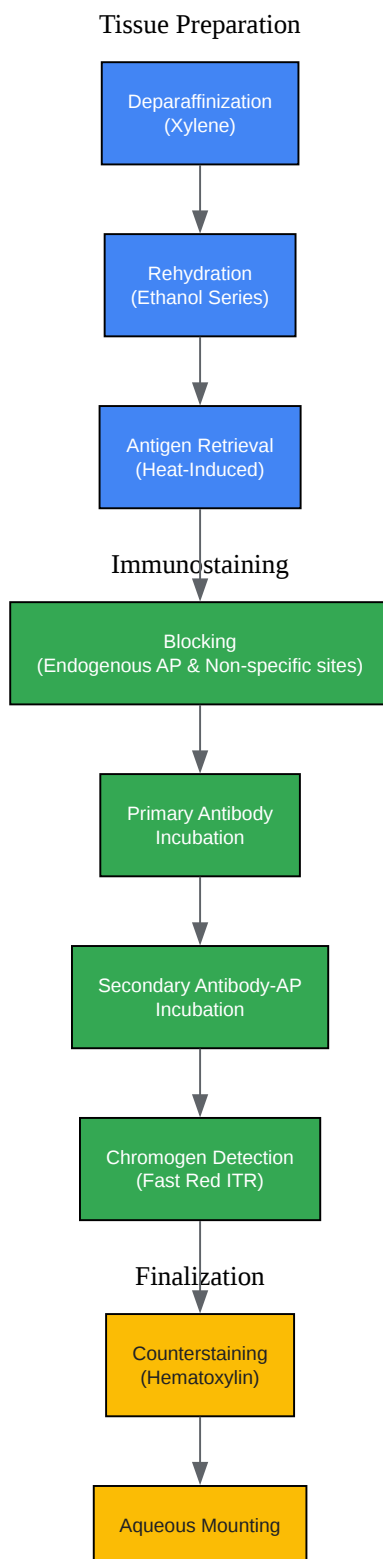 Tissue Preparation
Deparaffinization
(Xylene)
Rehydration
(Ethanol Series)
Antigen Retrieval
(Heat-Induced)
Immunostaining
Blocking
(Endogenous AP & Non-specific sites)
Primary Antibody
Incubation
Secondary Antibody-AP
Incubation
Chromogen Detection
(Fast Red ITR)
Finalization
Counterstaining
(Hematoxylin)
Aqueous Mounting